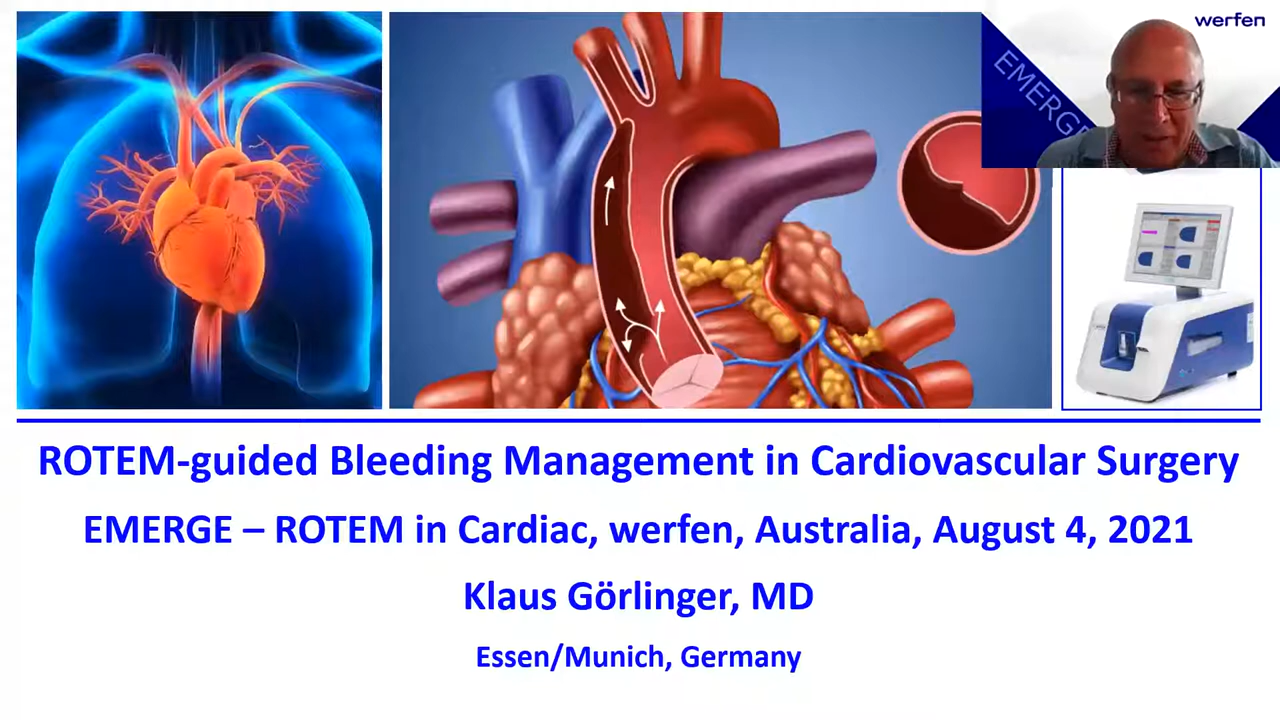 werfen
EMERGE
ROTEM-guided Bleeding Management in Cardiovascular Surgery
EMERGE – ROTEM in Cardiac, werfen, Australia, August 4, 2021
Klaus Görlinger, MD
Essen/Munich, Germany